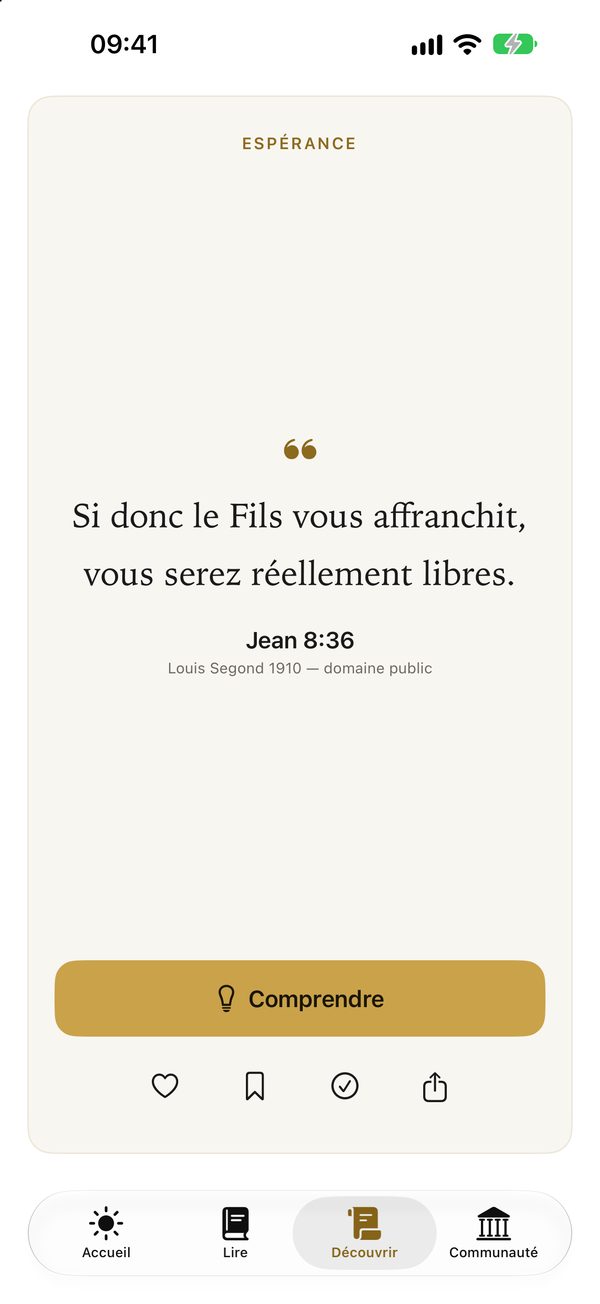 09:41
ESPÉRANCE
❝
Si donc le Fils vous affranchit,
vous serez réellement libres.
Jean 8:36
Louis Segond 1910 — domaine public
Comprendre
Accueil
Lire
Découvrir
Communauté